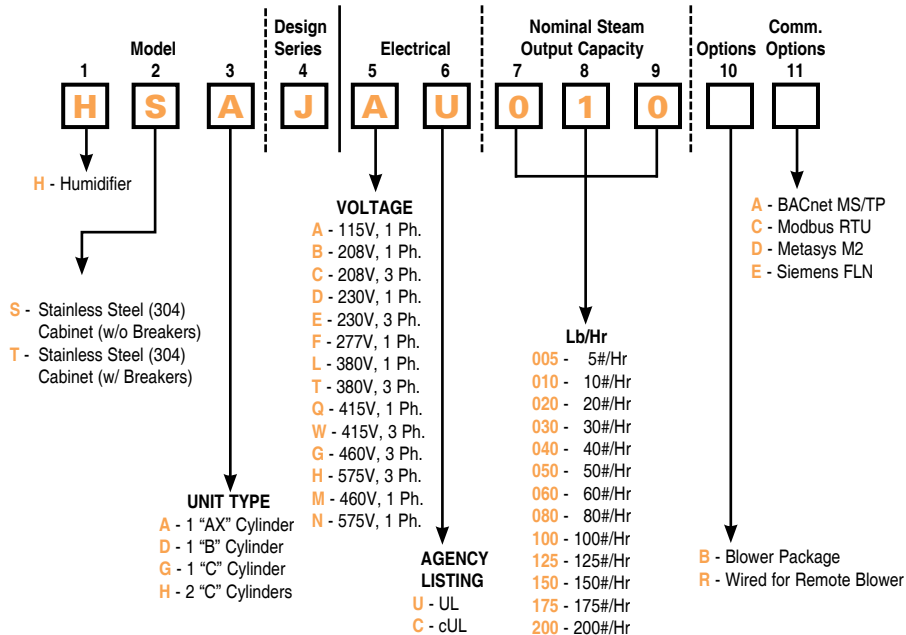 Model
Design
Series
Electrical
Nominal Steam
Output Capacity
Options
Comm.
Options
1 2 3 4 5 6 7 8 9 10 11
H S A J A U 0 1 0
H - Humidifier
S - Stainless Steel (304)
Cabinet (w/o Breakers)
T - Stainless Steel (304)
Cabinet (w/ Breakers)
UNIT TYPE
A - 1 “AX” Cylinder
D - 1 “B” Cylinder
G - 1 “C” Cylinder
H - 2 “C” Cylinders
VOLTAGE
A - 115V, 1 Ph.
B - 208V, 1 Ph.
C - 208V, 3 Ph.
D - 230V, 1 Ph.
E - 230V, 3 Ph.
F - 277V, 1 Ph.
L - 380V, 1 Ph.
T - 380V, 3 Ph.
Q - 415V, 1 Ph.
W - 415V, 3 Ph.
G - 460V, 3 Ph.
H - 575V, 3 Ph.
M - 460V, 1 Ph.
N - 575V, 1 Ph.
AGENCY
LISTING
U - UL
C - cUL
Lb/Hr
005 - 5#/Hr
010 - 10#/Hr
020 - 20#/Hr
030 - 30#/Hr
040 - 40#/Hr
050 - 50#/Hr
060 - 60#/Hr
080 - 80#/Hr
100 - 100#/Hr
125 - 125#/Hr
150 - 150#/Hr
175 - 175#/Hr
200 - 200#/Hr
B - Blower Package
R - Wired for Remote Blower
A - BACnet MS/TP
C - Modbus RTU
D - Metasys M2
E - Siemens FLN